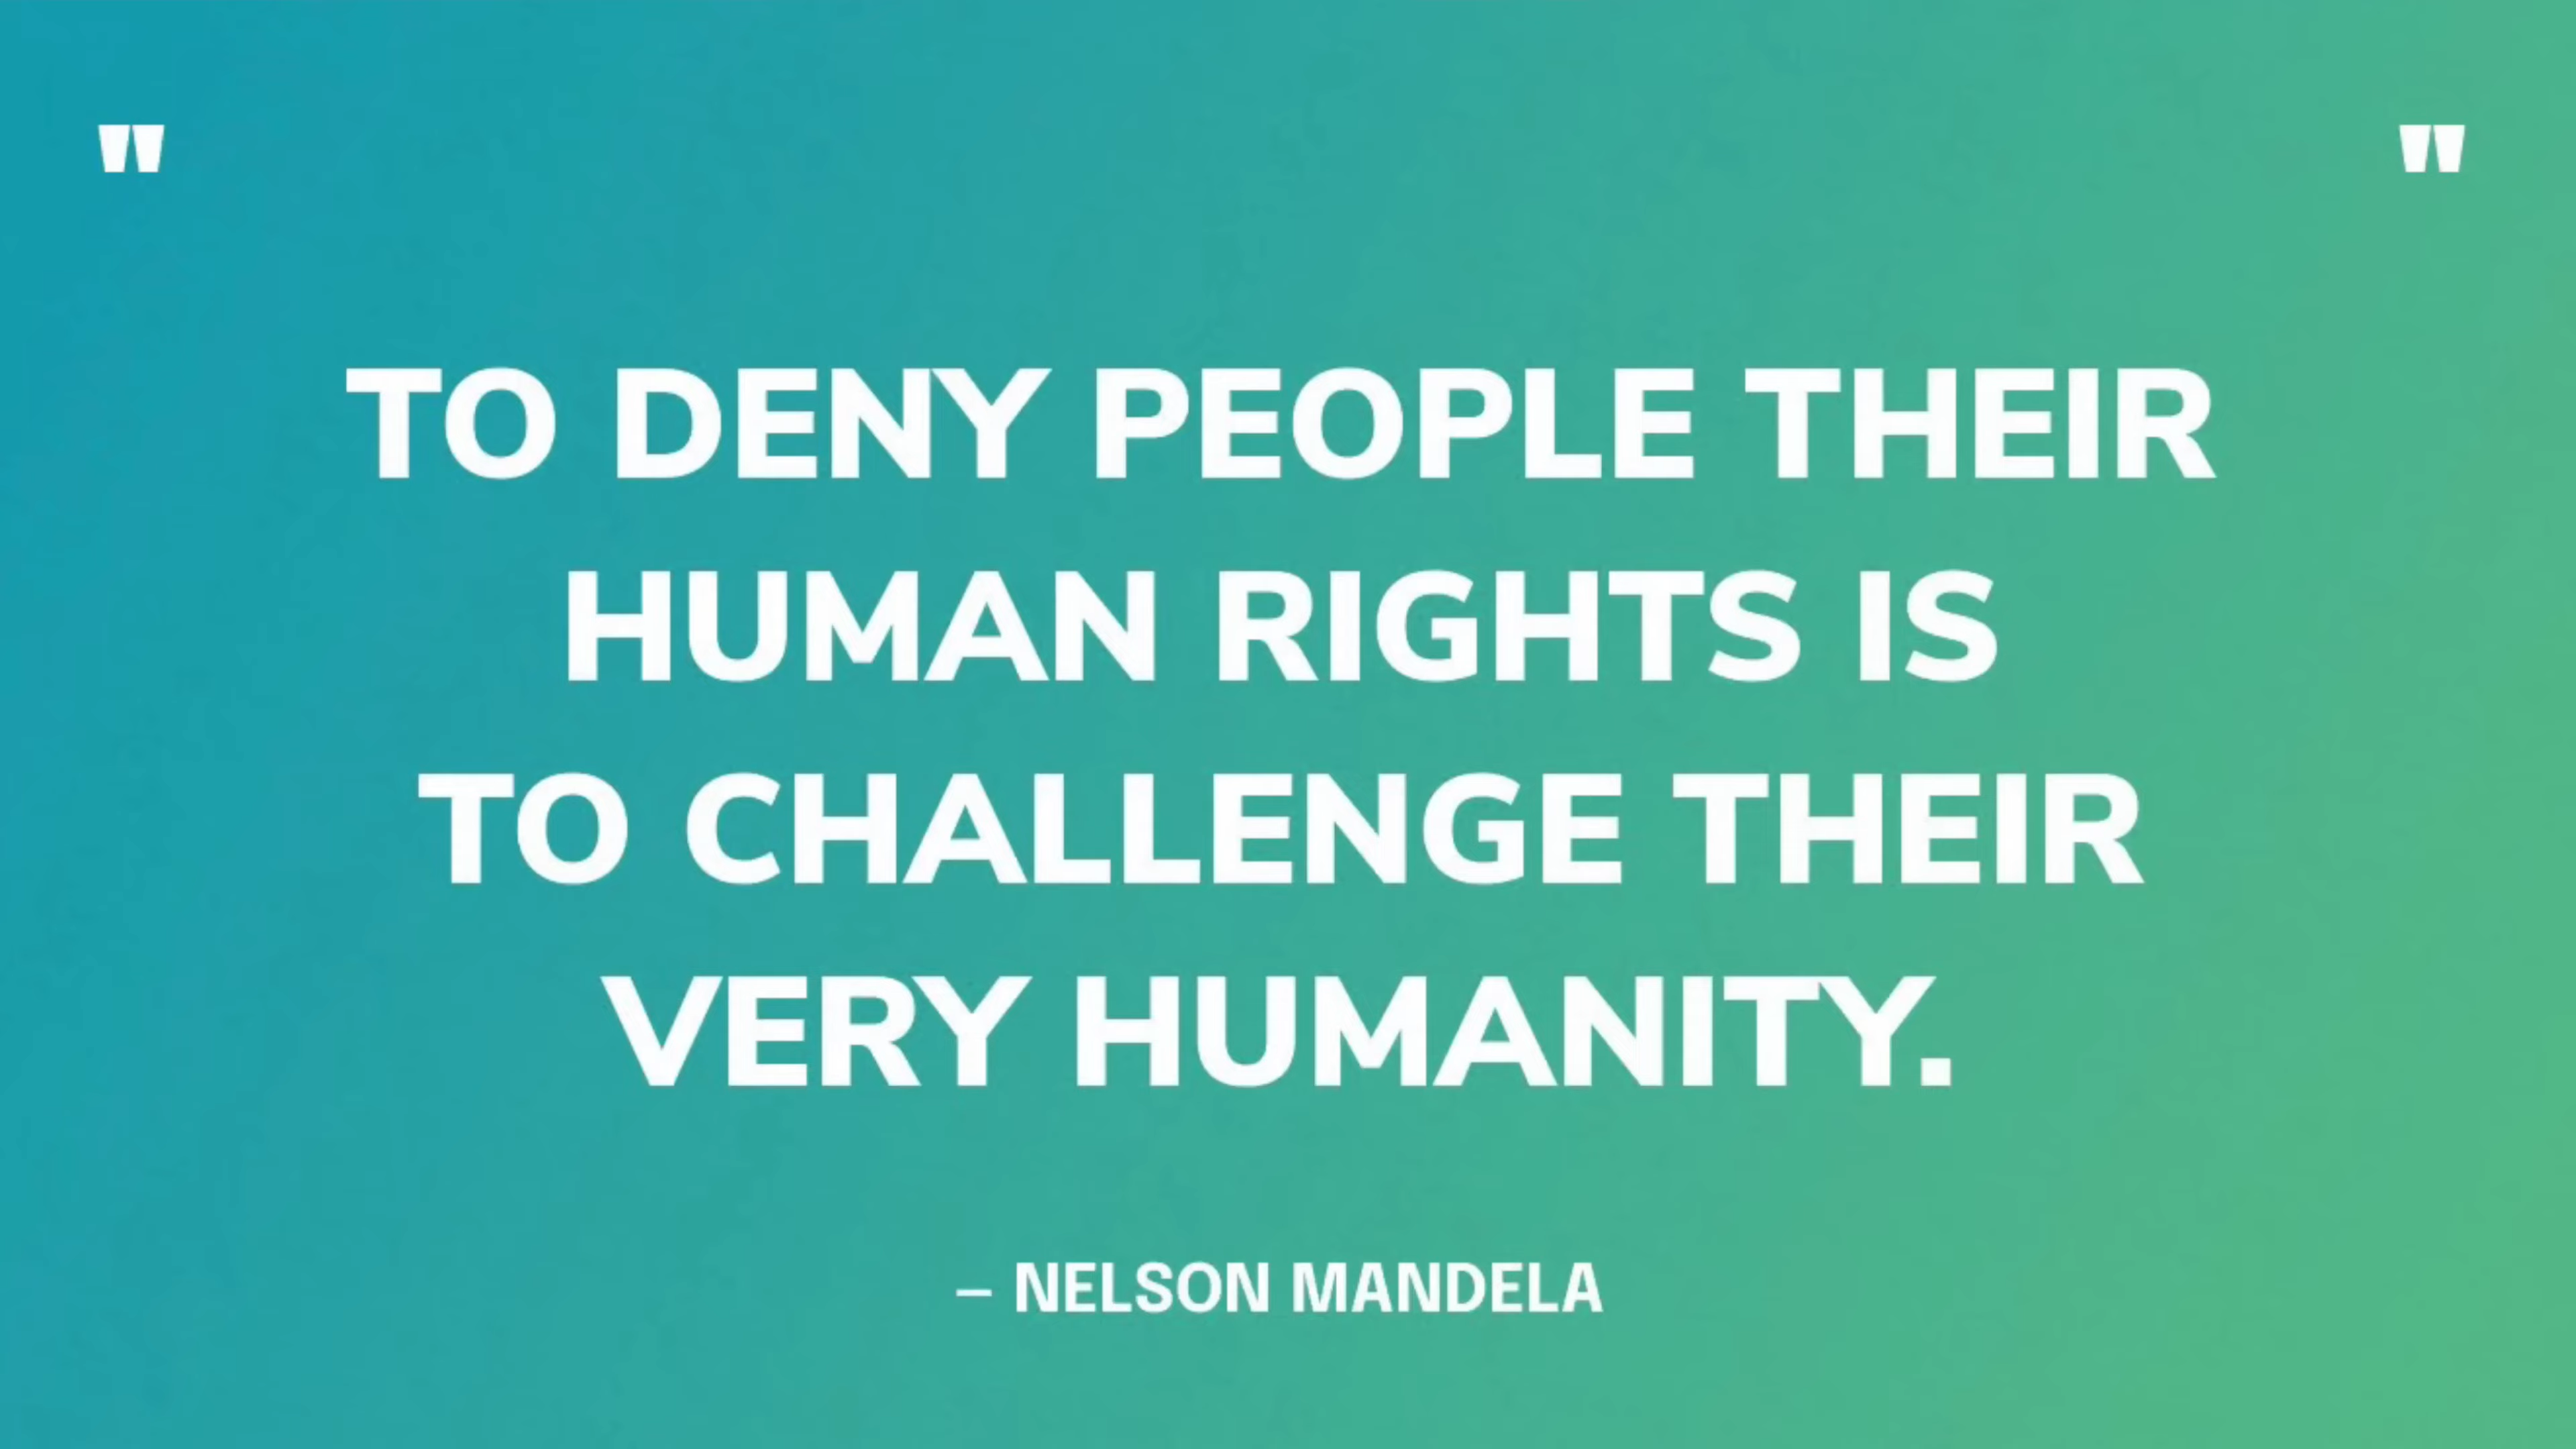 " "
TO DENY PEOPLE THEIR
HUMAN RIGHTS IS
TO CHALLENGE THEIR
VERY HUMANITY.
– NELSON MANDELA